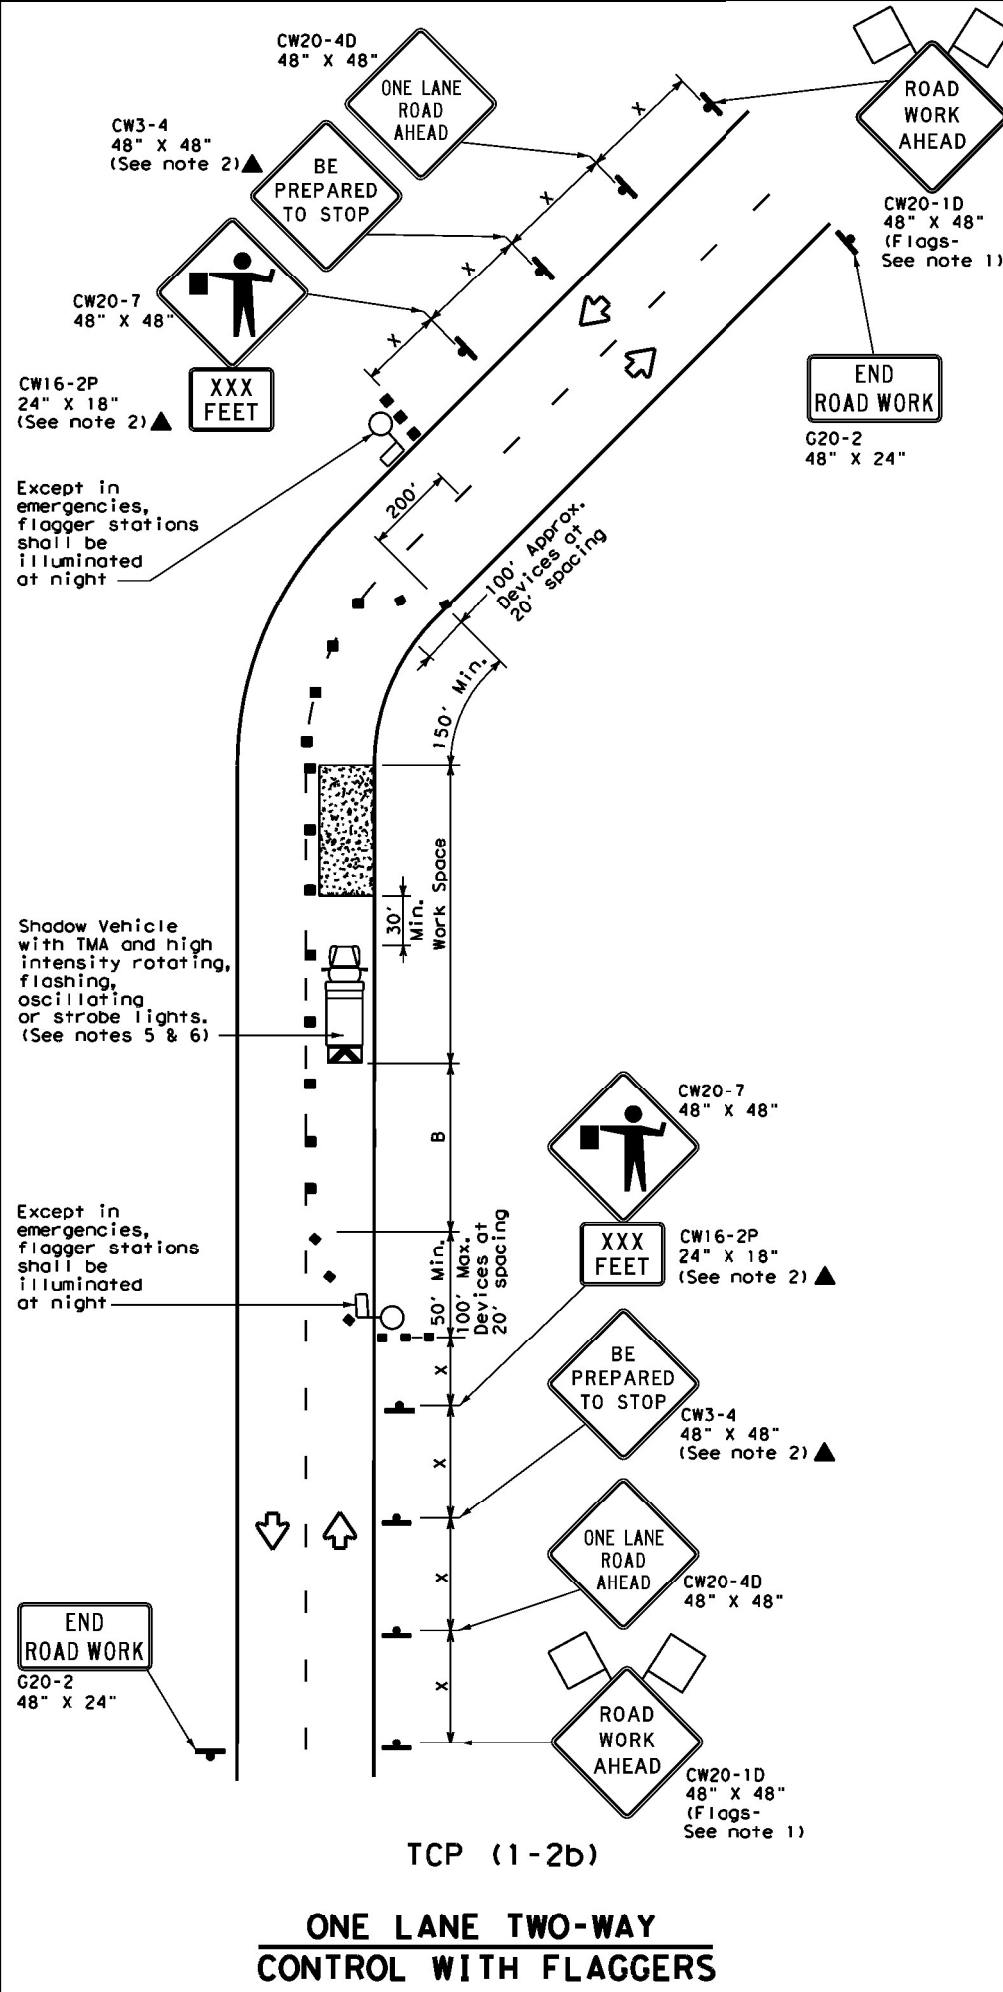 CW20-4D
48" X 48"
ONE LANE
ROAD
AHEAD
X
ROAD
WORK
AHEAD
CW20-1D
48" X 48"
(Flags-
See note 1)
CW3-4
48" X 48"
(See note 2)
BE
PREPARED
TO STOP
X
X
CW20-7
48" X 48"
X
CW16-2P
24" X 18"
(See note 2)
XXX
FEET
END
ROAD WORK
G20-2
48" X 24"
Except in
emergencies,
flagger stations
shall be
illuminated
at night
200'
100' Approx.
Devices at
20' spacing
150' Min.
Work Space
30'
Min.
Shadow Vehicle
with TMA and high
intensity rotating,
flashing,
oscillating
or strobe lights.
(See notes 5 & 6)
B
CW20-7
48" X 48"
XXX
FEET
CW16-2P
24" X 18"
(See note 2)
Except in
emergencies,
flagger stations
shall be
illuminated
at night
50' Min.
100' Max.
Devices at
20' spacing
X
BE
PREPARED
TO STOP
CW3-4
48" X 48"
(See note 2)
X
ONE LANE
ROAD
AHEAD
CW20-4D
48" X 48"
X
END
ROAD WORK
G20-2
48" X 24"
X
ROAD
WORK
AHEAD
CW20-1D
48" X 48"
(Flags-
See note 1)
TCP (1-2b)
ONE LANE TWO-WAY
CONTROL WITH FLAGGERS